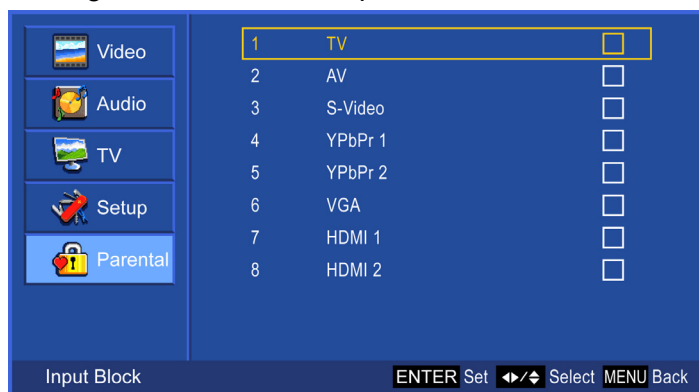 Video
Audio
TV
Setup
Parental
1 TV
2 AV
3 S-Video
4 YPbPr 1
5 YPbPr 2
6 VGA
7 HDMI 1
8 HDMI 2
Input Block
ENTER Set ◂▸/◆ Select MENU Back